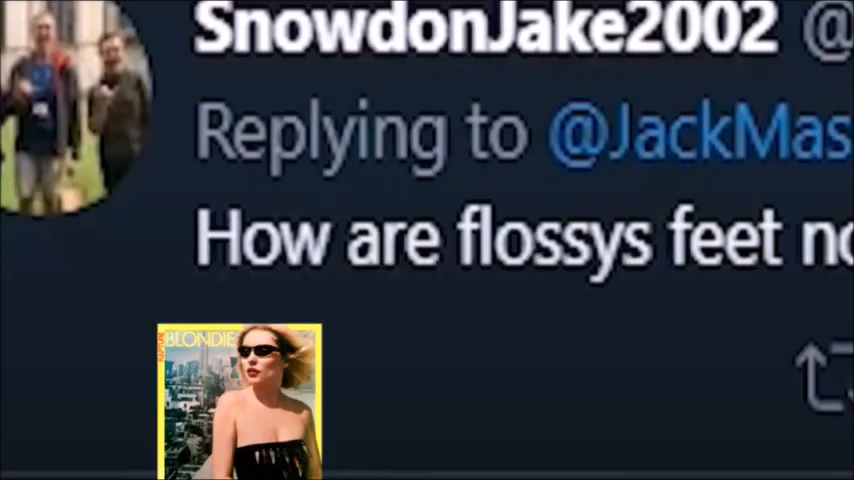 SnowdonJake2002 @
Replying to @JackMas
How are flossys feet no
BLONDIE